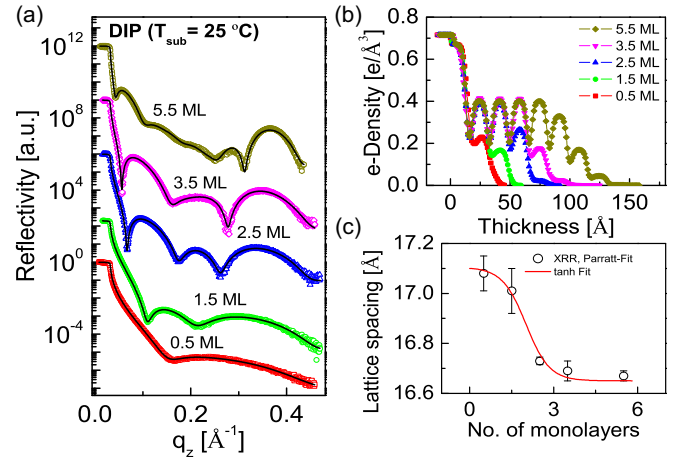 (a)
DIP (T_sub = 25 °C)
10^12
10^8
10^4
10^0
10^-4
Reflectivity [a.u.]
5.5 ML
3.5 ML
2.5 ML
1.5 ML
0.5 ML
0.0 0.2 0.4
q_z [Å^-1]
(b)
0.8
0.6
0.4
0.2
0.0
e-Density [e/Å^3]
5.5 ML
3.5 ML
2.5 ML
1.5 ML
0.5 ML
0 50 100 150
Thickness [Å]
(c)
17.2
17.0
16.8
16.6
Lattice spacing [Å]
XRR, Parratt-Fit
tanh Fit
0 2 4 6
No. of monolayers